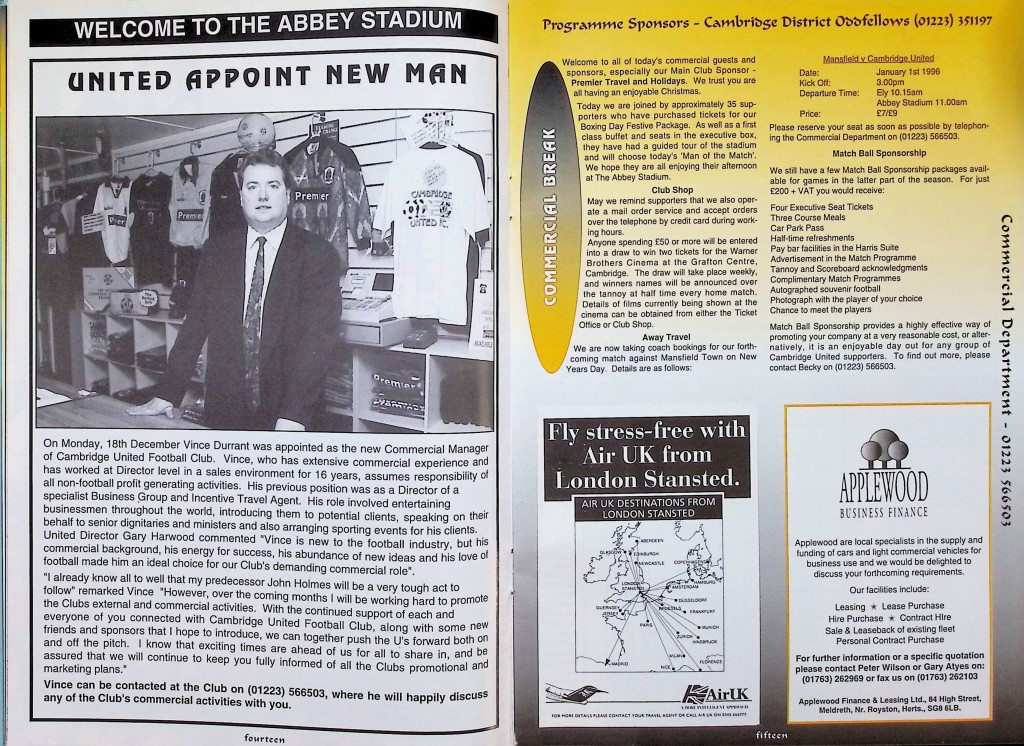 WELCOME TO THE ABBEY STADIUM
UNITED APPOINT NEW MAN
Premier
Premier
Premier
CAMBRIDGE
UNITED FC.
Premier
On Monday, 18th December Vince Durrant was appointed as the new Commercial Manager
of Cambridge United Football Club. Vince, who has extensive commercial experience and
has worked at Director level in a sales environment for 16 years, assumes responsibility of
all non-football profit generating activities. His previous position was as a Director of a
specialist Business Group and Incentive Travel Agent. His role involved entertaining
businessmen throughout the world, introducing them to potential clients, speaking on their
behalf to senior dignitaries and ministers and also arranging sporting events for his clients.
United Director Gary Harwood commented "Vince is new to the football industry, but his
commercial background, his energy for success, his abundance of new ideas and his love of
football made him an ideal choice for our Club's demanding commercial role".
"I already know all to well that my predecessor John Holmes will be a very tough act to
follow" remarked Vince "However, over the coming months I will be working hard to promote
the Clubs external and commercial activities. With the continued support of each and
everyone of you connected with Cambridge United Football Club, along with some new
friends and sponsors that I hope to introduce, we can together push the U's forward both on
and off the pitch. I know that exciting times are ahead of us for all to share in, and be
assured that we will continue to keep you fully informed of all the Clubs promotional and
marketing plans."
Vince can be contacted at the Club on (01223) 566503, where he will happily discuss
any of the Club's commercial activities with you.
fourteen
Programme Sponsors - Cambridge District Oddfellows (01223) 351197
COMMERCIAL BREAK
Welcome to all of today's commercial guests and
sponsors, especially our Main Club Sponsor -
Premier Travel and Holidays. We trust you are
all having an enjoyable Christmas.
Today we are joined by approximately 35 sup-
porters who have purchased tickets for our
Boxing Day Festive Package. As well as a first
class buffet and seats in the executive box,
they have had a guided tour of the stadium
and will choose today's 'Man of the Match'.
We hope they are all enjoying their afternoon
at The Abbey Stadium.
Club Shop
May we remind supporters that we also oper-
ate a mail order service and accept orders
over the telephone by credit card during work-
ing hours.
Anyone spending £50 or more will be entered
into a draw to win two tickets for the Warner
Brothers Cinema at the Grafton Centre,
Cambridge. The draw will take place weekly,
and winners names will be announced over
the tannoy at half time every home match.
Details of films currently being shown at the
cinema can be obtained from either the Ticket
Office or Club Shop.
Away Travel
We are now taking coach bookings for our forth-
coming match against Mansfield Town on New
Years Day. Details are as follows:
Mansfield v Cambridge United
Date: January 1st 1996
Kick Off: 3.00pm
Departure Time: Ely 10.15am
Abbey Stadium 11.00am
Price: £7/£9
Please reserve your seat as soon as possible by telephon-
ing the Commercial Department on (01223) 566503.
Match Ball Sponsorship
We still have a few Match Ball Sponsorship packages avail-
able for games in the latter part of the season. For just
£200 + VAT you would receive:
Four Executive Seat Tickets
Three Course Meals
Car Park Pass
Half-time refreshments
Pay bar facilities in the Harris Suite
Advertisement in the Match Programme
Tannoy and Scoreboard acknowledgments
Complimentary Match Programmes
Autographed souvenir football
Photograph with the player of your choice
Chance to meet the players
Match Ball Sponsorship provides a highly effective way of
promoting your company at a very reasonable cost, or alter-
natively, it is an enjoyable day out for any group of
Cambridge United supporters. To find out more, please
contact Becky on (01223) 566503.
Commercial Department - 01223 566503
Fly stress-free with
Air UK from
London Stansted.
AIR UK DESTINATIONS FROM
LONDON STANSTED
ABERDEEN
GLASGOW
EDINBURGH
NEWCASTLE
COPENHAGEN
HAMBURG
LONDON
STANSTED
AMSTERDAM
DUSSELDORF
GUERNSEY
JERSEY
BRUSSELS
FRANKFURT
PARIS
MUNICH
ZURICH
INNSBRUCK
MILAN
MADRID
NICE
FLORENCE
AirUK
A MORE INTELLIGENT APPROACH
FOR MORE DETAILS PLEASE CONTACT YOUR TRAVEL AGENT OR CALL AIR UK ON 0345 666777
APPLEWOOD
BUSINESS FINANCE
Applewood are local specialists in the supply and
funding of cars and light commercial vehicles for
business use and we would be delighted to
discuss your forthcoming requirements.
Our facilities include:
Leasing ★ Lease Purchase
Hire Purchase ★ Contract Hire
Sale & Leaseback of existing fleet
Personal Contract Purchase
For further information or a specific quotation
please contact Peter Wilson or Gary Atyes on:
(01763) 262969 or fax us on (01763) 262103
Applewood Finance & Leasing Ltd., 84 High Street,
Meldreth, Nr. Royston, Herts., SG8 6LB.
fifteen